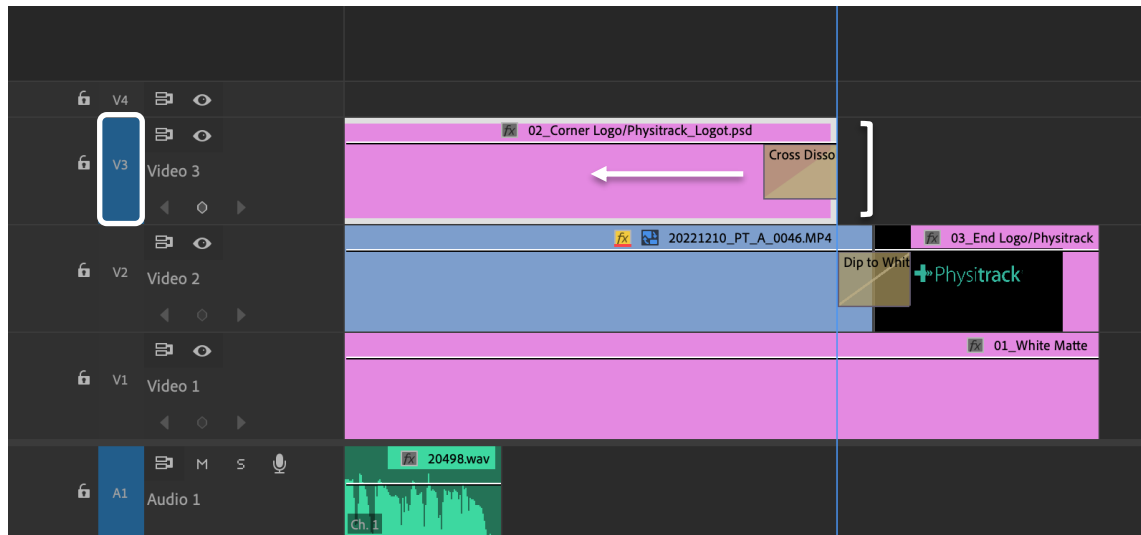 V4
fx 02_Corner Logo/Physitrack_Logot.psd
V3
Cross Disso
Video 3
fx 20221210_PT_A_0046.MP4
fx 03_End Logo/Physitrack
V2
Dip to Whit
Physitrack
Video 2
fx 01_White Matte
V1
Video 1
M S
fx 20498.wav
A1
Audio 1
Ch. 1